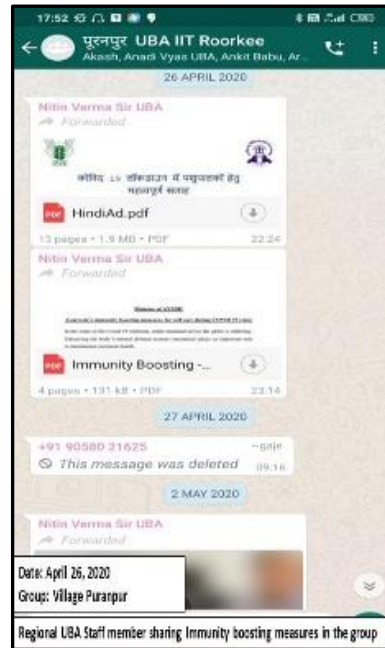 17:52
पूरनपुर UBA IIT Roorkee
Akash, Anadi Vyas UBA, Ankit Babu, Ar...
26 APRIL 2020
Nitin Verma Sir UBA
Forwarded
कोविड 19 लॉकडाउन में पशुपालकों हेतु
महत्वपूर्ण सलाह
PDF HindiAd.pdf
13 pages • 1.9 MB • PDF 22:24
Nitin Verma Sir UBA
Forwarded
PDF Immunity Boosting -...
4 pages • 131 kB • PDF 22:14
27 APRIL 2020
+91 90580 21625
This message was deleted 09:16
2 MAY 2020
Nitin Verma Sir UBA
Forwarded
Date: April 26, 2020
Group: Village Puranpur
Regional UBA Staff member sharing Immunity boosting measures in the group